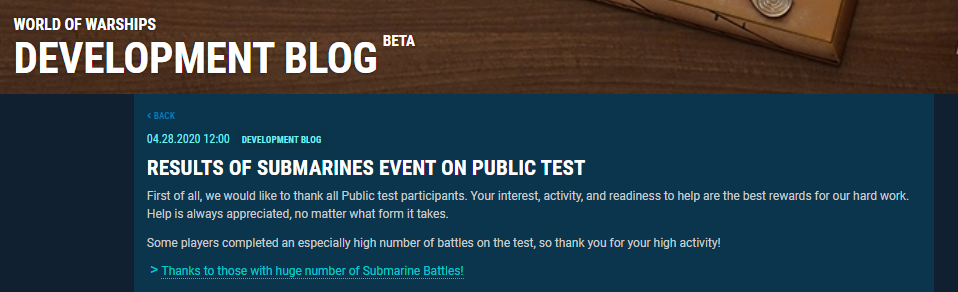 WORLD OF WARSHIPS
DEVELOPMENT BLOG BETA
< BACK
04.28.2020 12:00 DEVELOPMENT BLOG
RESULTS OF SUBMARINES EVENT ON PUBLIC TEST
First of all, we would like to thank all Public test participants. Your interest, activity, and readiness to help are the best rewards for our hard work.
Help is always appreciated, no matter what form it takes.
Some players completed an especially high number of battles on the test, so thank you for your high activity!
> Thanks to those with huge number of Submarine Battles!